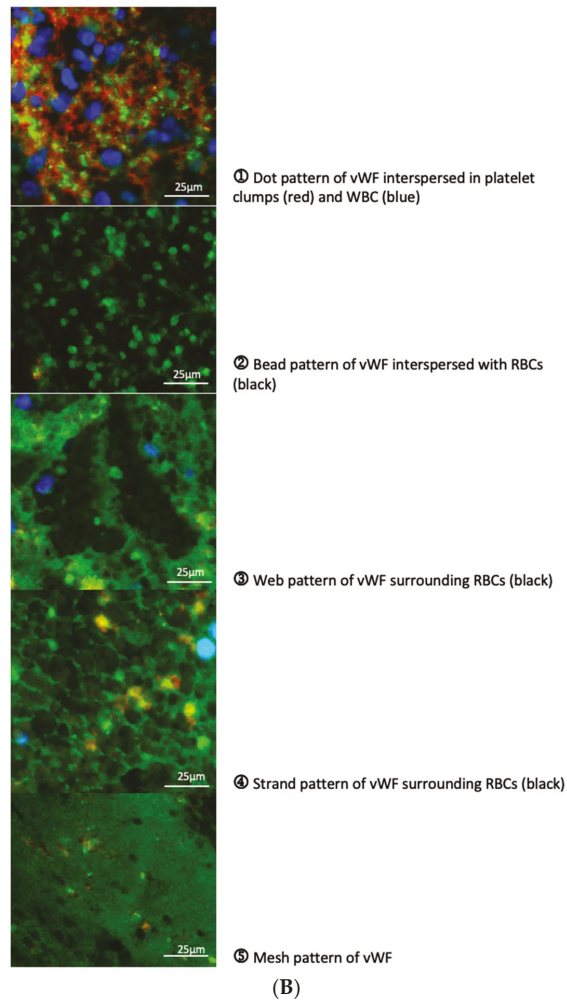 25μm
① Dot pattern of vWF interspersed in platelet
clumps (red) and WBC (blue)
25μm
② Bead pattern of vWF interspersed with RBCs
(black)
25μm
③ Web pattern of vWF surrounding RBCs (black)
25μm
④ Strand pattern of vWF surrounding RBCs (black)
25μm
⑤ Mesh pattern of vWF
(B)